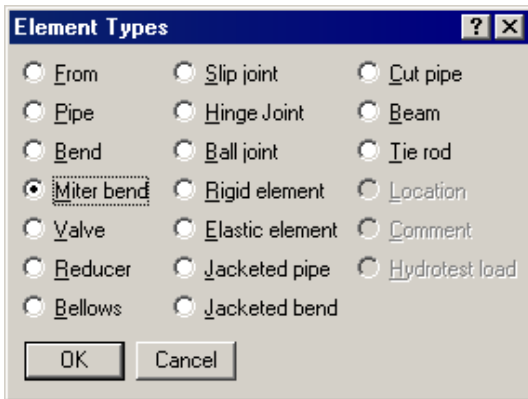 Element Types
From
Slip joint
Cut pipe
Pipe
Hinge Joint
Beam
Bend
Ball joint
Tie rod
Miter bend
Rigid element
Location
Valve
Elastic element
Comment
Reducer
Jacketed pipe
Hydrotest load
Bellows
Jacketed bend
OK
Cancel